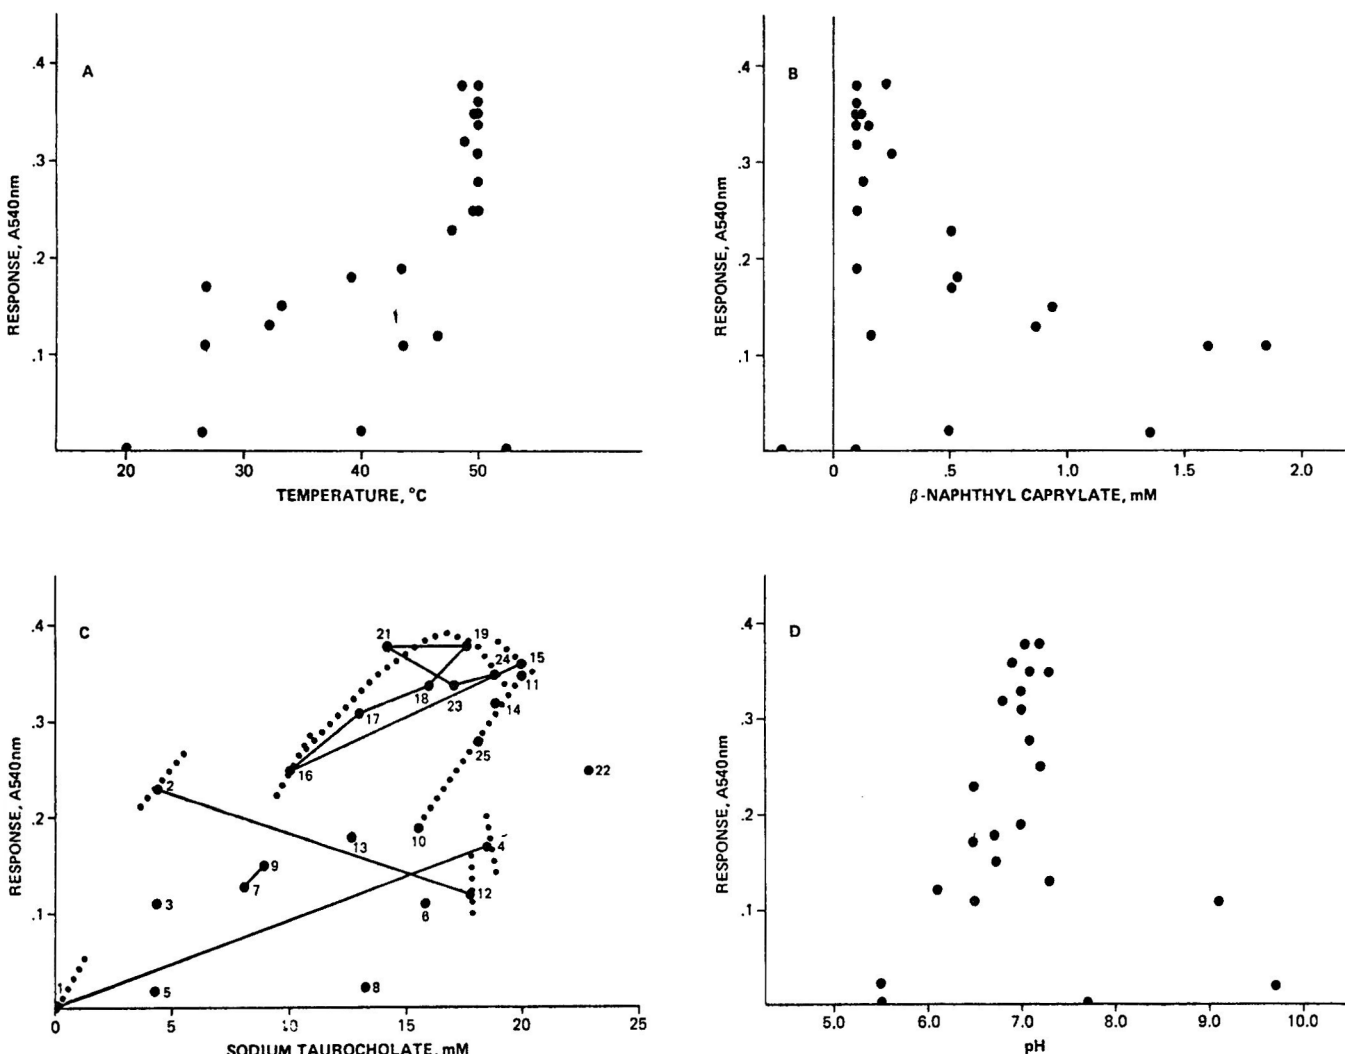 A
RESPONSE, A540nm
.4
.3
.2
.1
20 30 40 50
TEMPERATURE, °C
B
RESPONSE, A540nm
.4
.3
.2
.1
0 .5 1.0 1.5 2.0
β-NAPHTHYL CAPRYLATE, mM
C
RESPONSE, A540nm
.4
.3
.2
.1
21 19
24 15
11
18 23 14
17
25
16 22
2
10
13 4
9
7 12
3 6
1
5 8
0 5 10 15 20 25
SODIUM TAUROCHOLATE, mM
D
RESPONSE, A540nm
.4
.3
.2
.1
5.0 6.0 7.0 8.0 9.0 10.0
pH